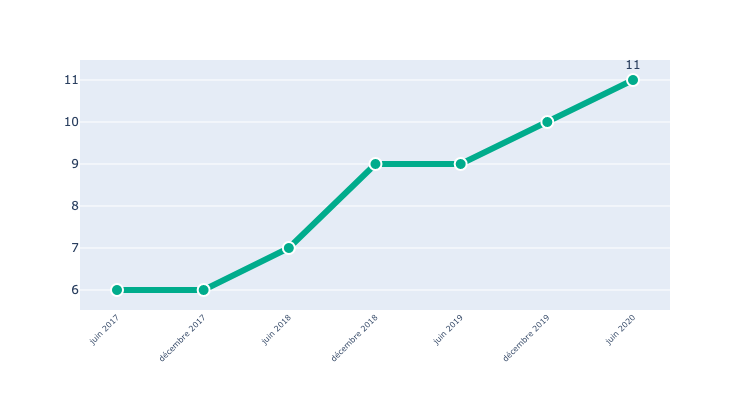 11
11
10
9
8
7
6
juin 2017
décembre 2017
juin 2018
décembre 2018
juin 2019
décembre 2019
juin 2020